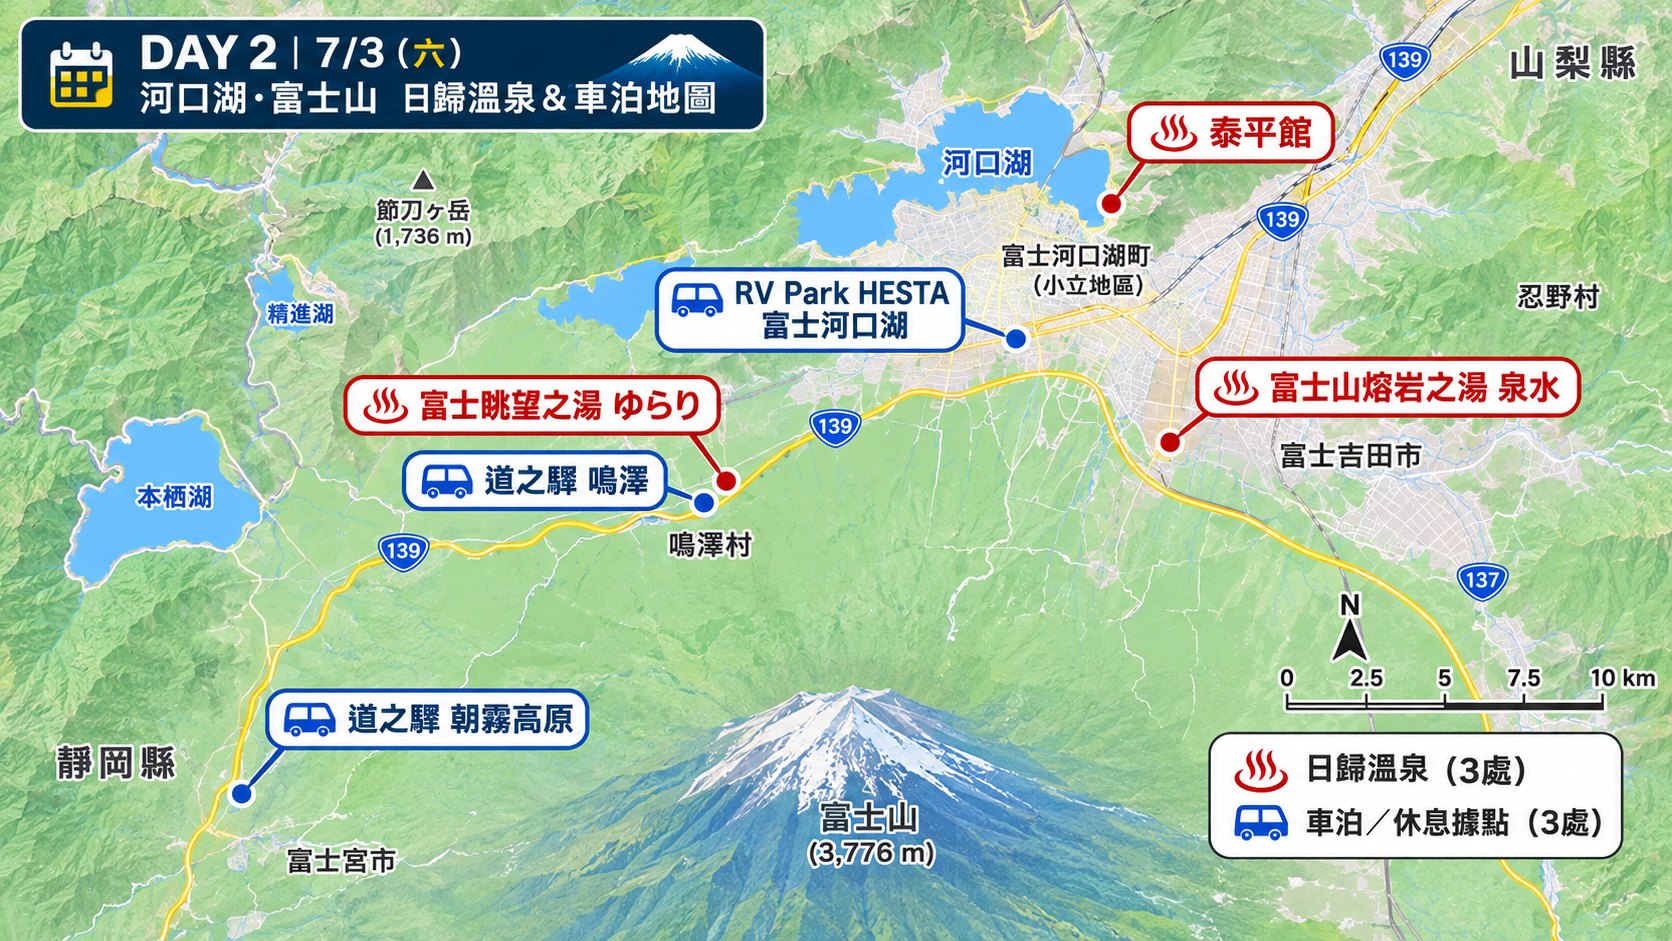 DAY 2 | 7/3 (六)
河口湖・富士山 日歸溫泉&車泊地圖
139
山梨縣
泰平館
河口湖
節刀ヶ岳
(1,736 m)
139
富士河口湖町
(小立地區)
精進湖
RV Park HESTA
富士河口湖
忍野村
富士眺望之湯 ゆらり
139
富士山熔岩之湯 泉水
富士吉田市
道之驛 鳴澤
本栖湖
鳴澤村
139
137
N
0 2.5 5 7.5 10 km
道之驛 朝霧高原
靜岡縣
富士山
(3,776 m)
富士宮市
日歸溫泉 (3處)
車泊/休息據點 (3處)